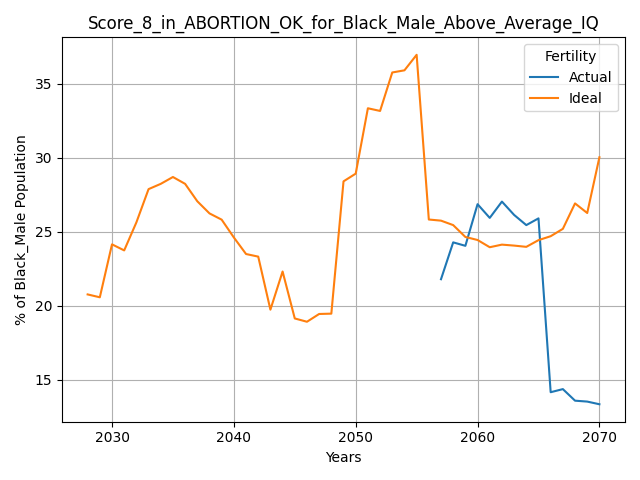 Score_8_in_ABORTION_OK_for_Black_Male_Above_Average_IQ
Fertility
Actual
Ideal
% of Black_Male Population
35
30
25
20
15
2030 2040 2050 2060 2070
Years